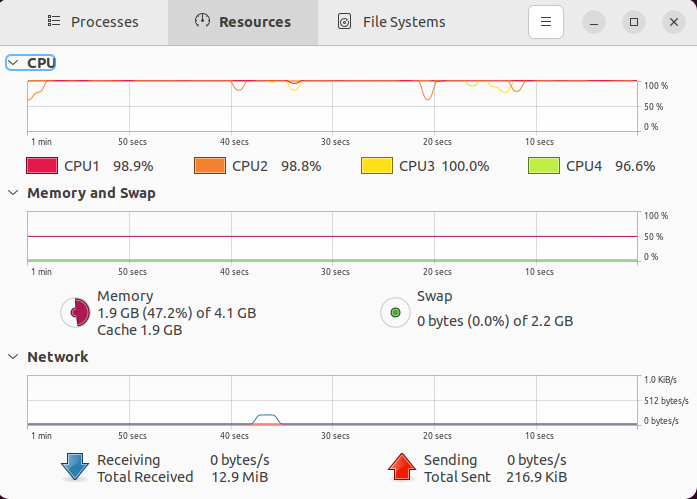 Processes Resources File Systems
CPU
100 %
50 %
0 %
1 min 50 secs 40 secs 30 secs 20 secs 10 secs
CPU1 98.9% CPU2 98.8% CPU3 100.0% CPU4 96.6%
Memory and Swap
100 %
50 %
0 %
1 min 50 secs 40 secs 30 secs 20 secs 10 secs
Memory
1.9 GB (47.2%) of 4.1 GB
Cache 1.9 GB
Swap
0 bytes (0.0%) of 2.2 GB
Network
1.0 KiB/s
512 bytes/s
0 bytes/s
1 min 50 secs 40 secs 30 secs 20 secs 10 secs
Receiving 0 bytes/s
Total Received 12.9 MiB
Sending 0 bytes/s
Total Sent 216.9 KiB